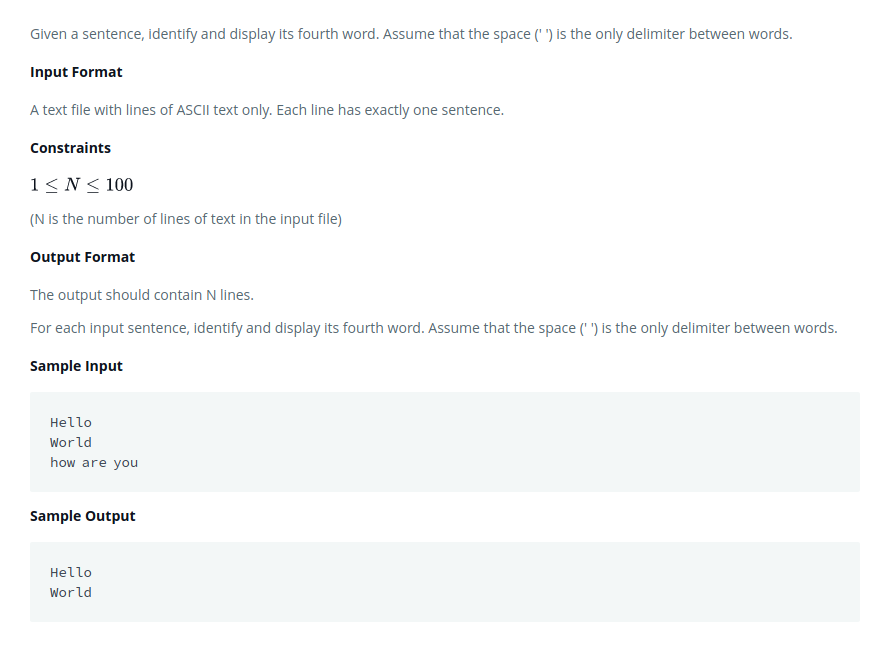 Given a sentence, identify and display its fourth word. Assume that the space (' ') is the only delimiter between words.
Input Format
A text file with lines of ASCII text only. Each line has exactly one sentence.
Constraints
1 ≤ N ≤ 100
(N is the number of lines of text in the input file)
Output Format
The output should contain N lines.
For each input sentence, identify and display its fourth word. Assume that the space (' ') is the only delimiter between words.
Sample Input
Hello
World
how are you
Sample Output
Hello
World